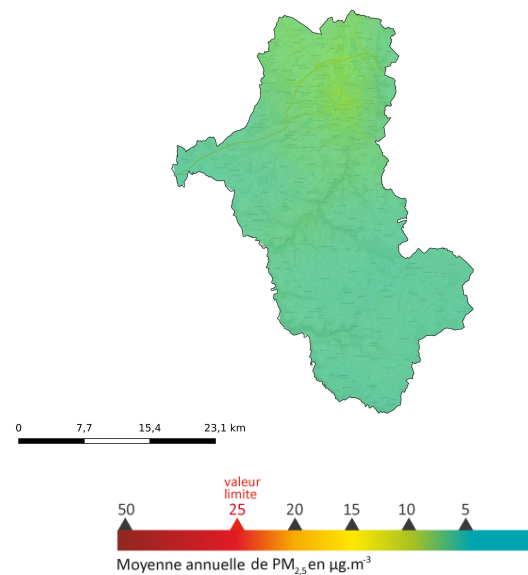 0 7,7 15,4 23,1 km
valeur
limite
50 25 20 15 10 5
Moyenne annuelle de PM2,5 en µg.m-3